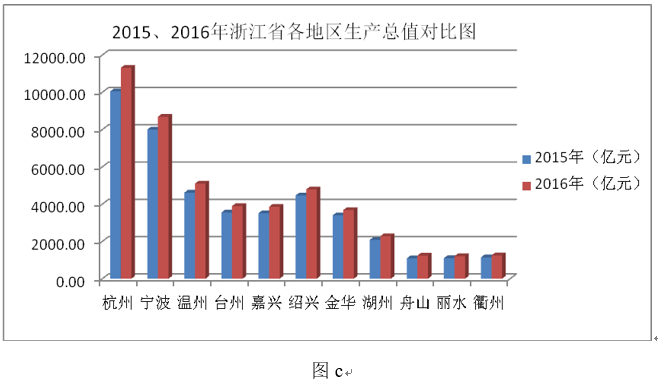 2015、2016年浙江省各地区生产总值对比图
12000.00
10000.00
8000.00
6000.00
4000.00
2000.00
0.00
杭州 宁波 温州 台州 嘉兴 绍兴 金华 湖州 舟山 丽水 衢州
2015年（亿元）
2016年（亿元）
图 c